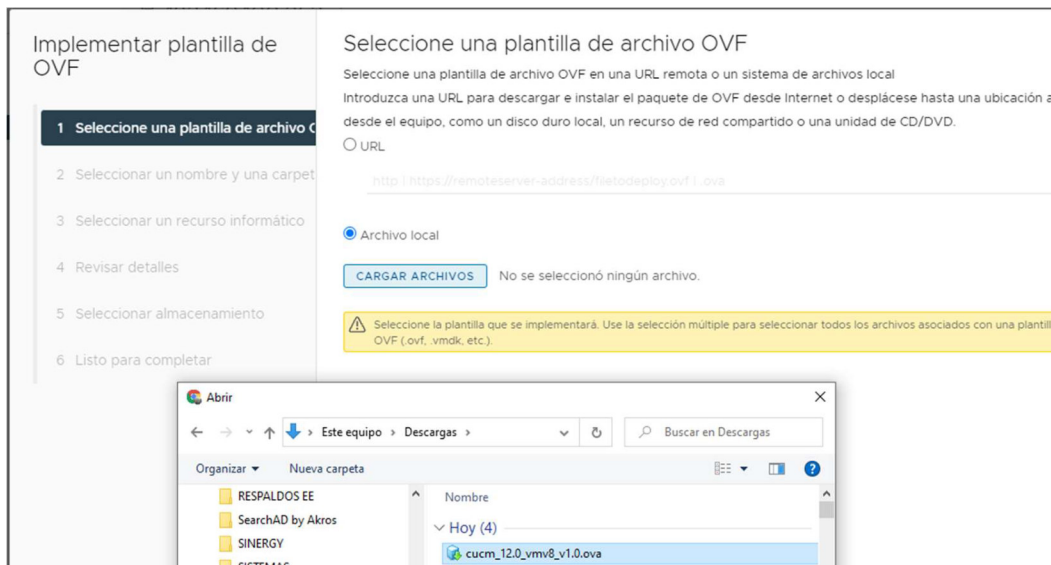 Implementar plantilla de
OVF
1 Seleccione una plantilla de archivo
2 Seleccionar un nombre y una carpet
3 Seleccionar un recurso informático
4 Revisar detalles
5 Seleccionar almacenamiento
6 Listo para completar
Seleccione una plantilla de archivo OVF
Seleccione una plantilla de archivo OVF en una URL remota o un sistema de archivos local
Introduzca una URL para descargar e instalar el paquete de OVF desde Internet o desplácese hasta una ubicación a
desde el equipo, como un disco duro local, un recurso de red compartido o una unidad de CD/DVD.
URL
http | https://remoteserver-address/filetodeploy.ovf | .ova
Archivo local
CARGAR ARCHIVOS No se seleccionó ningún archivo.
Seleccione la plantilla que se implementará. Use la selección múltiple para seleccionar todos los archivos asociados con una plantill
OVF (.ovf, .vmdk, etc.).
Abrir
Este equipo > Descargas >
Buscar en Descargas
Organizar Nueva carpeta
RESPALDOS EE
SearchAD by Akros
SINERGY
SISTEMAS
Nombre
Hoy (4)
cucm_12.0_vmv8_v1.0.ova